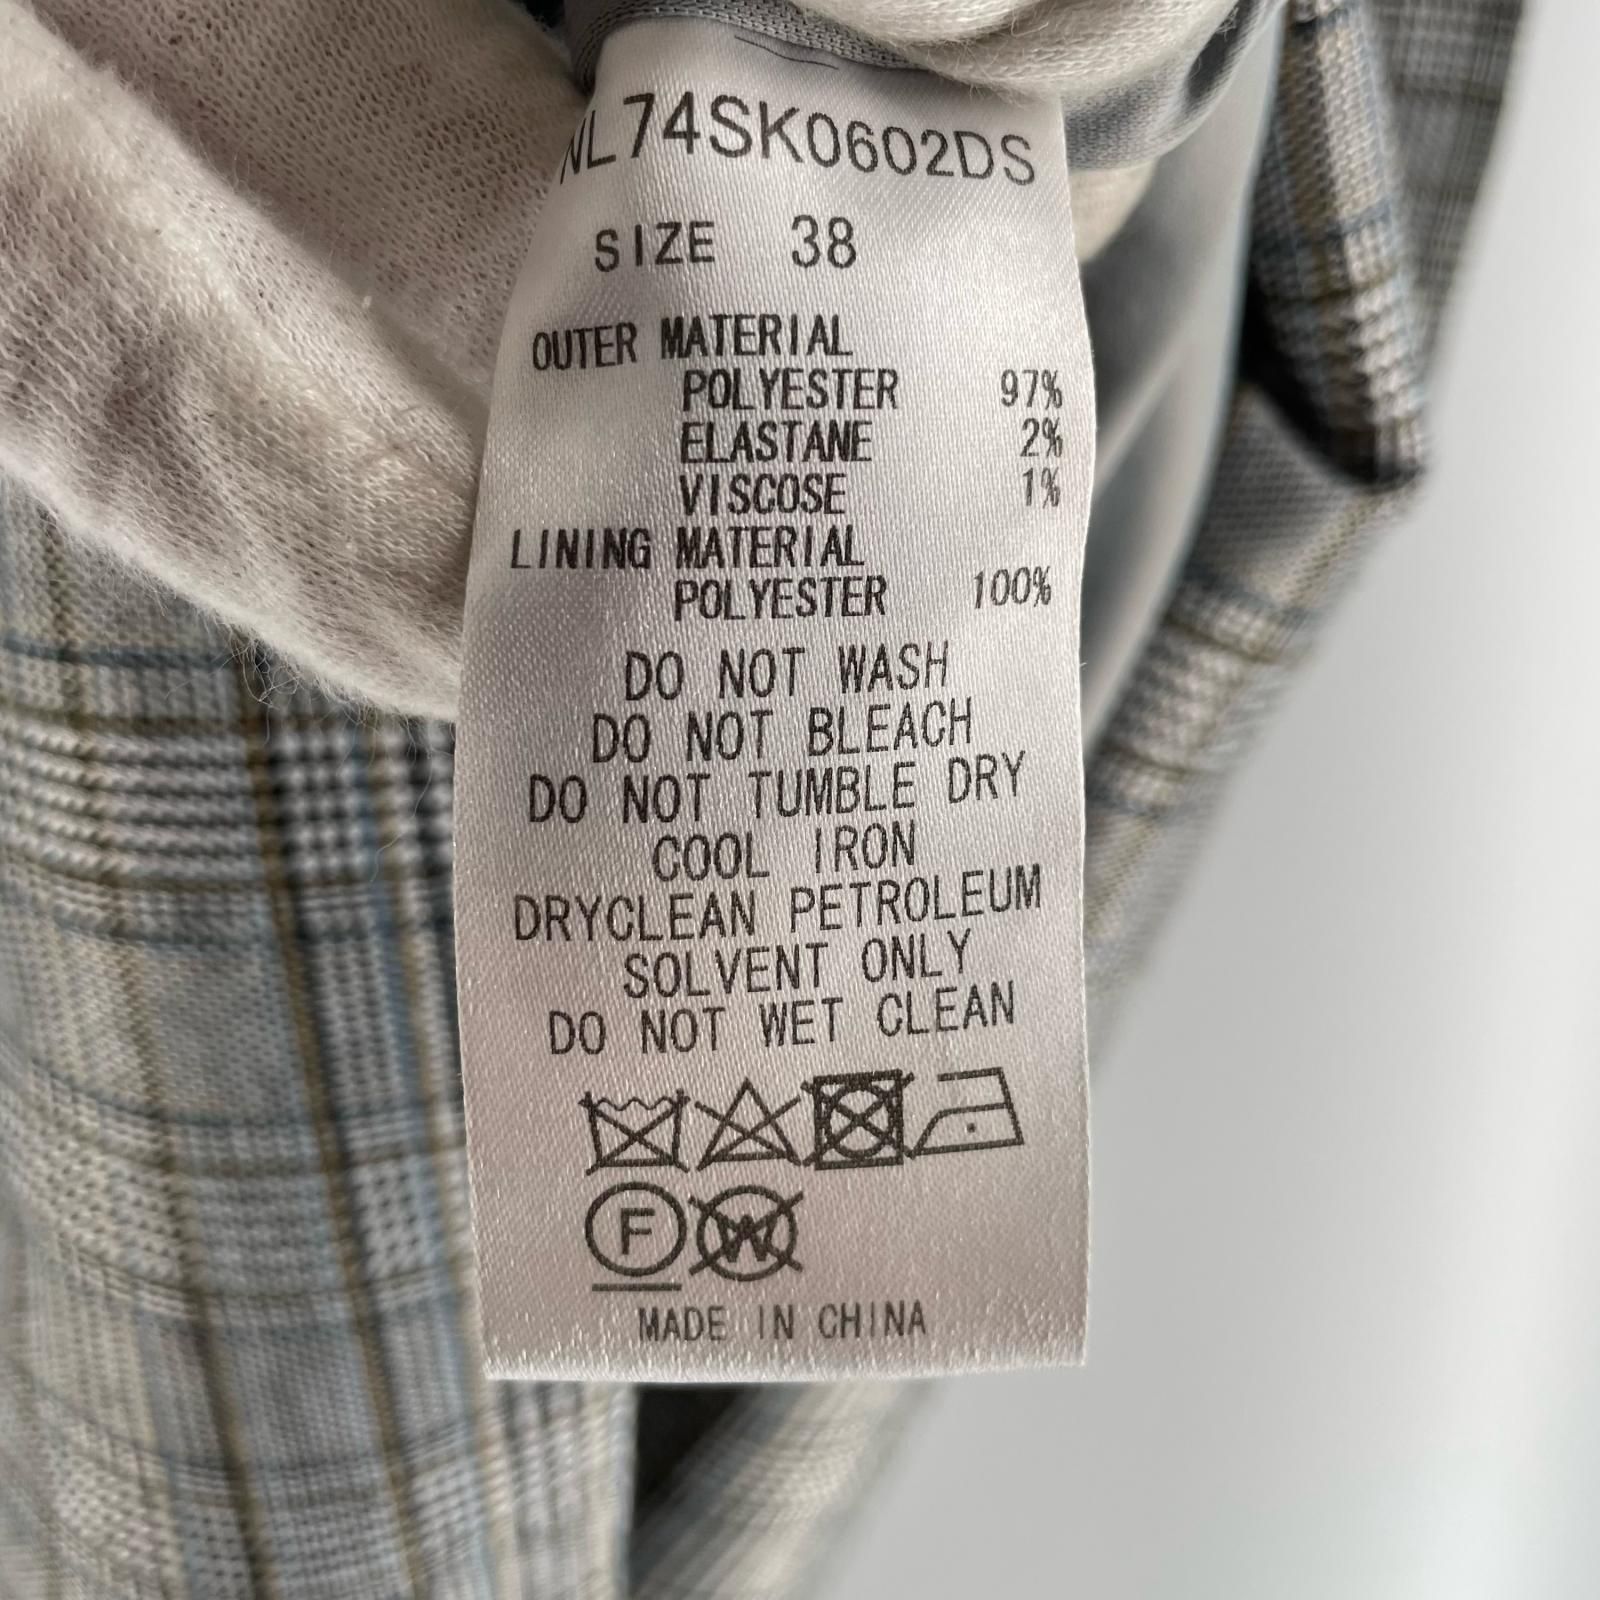 NL74SK0602DS
SIZE 38
OUTER MATERIAL
POLYESTER 97%
ELASTANE 2%
VISCOSE 1%
LINING MATERIAL
POLYESTER 100%
DO NOT WASH
DO NOT BLEACH
DO NOT TUMBLE DRY
COOL IRON
DRYCLEAN PETROLEUM
SOLVENT ONLY
DO NOT WET CLEAN
F W
MADE IN CHINA